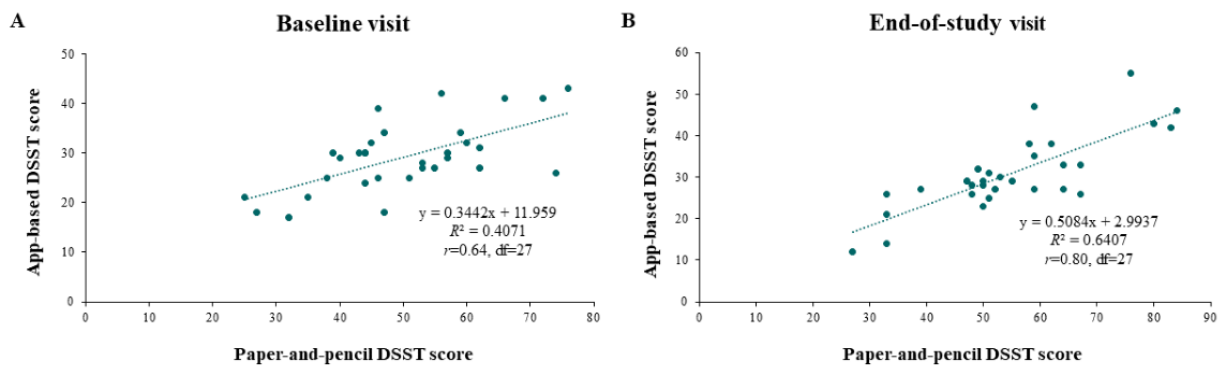 A
Baseline visit
App-based DSST score
50
40
30
20
10
0
0 10 20 30 40 50 60 70 80
y = 0.3442x + 11.959
R² = 0.4071
r=0.64, df=27
Paper-and-pencil DSST score
B
End-of-study visit
App-based DSST score
60
50
40
30
20
10
0
0 10 20 30 40 50 60 70 80 90
y = 0.5084x + 2.9937
R² = 0.6407
r=0.80, df=27
Paper-and-pencil DSST score